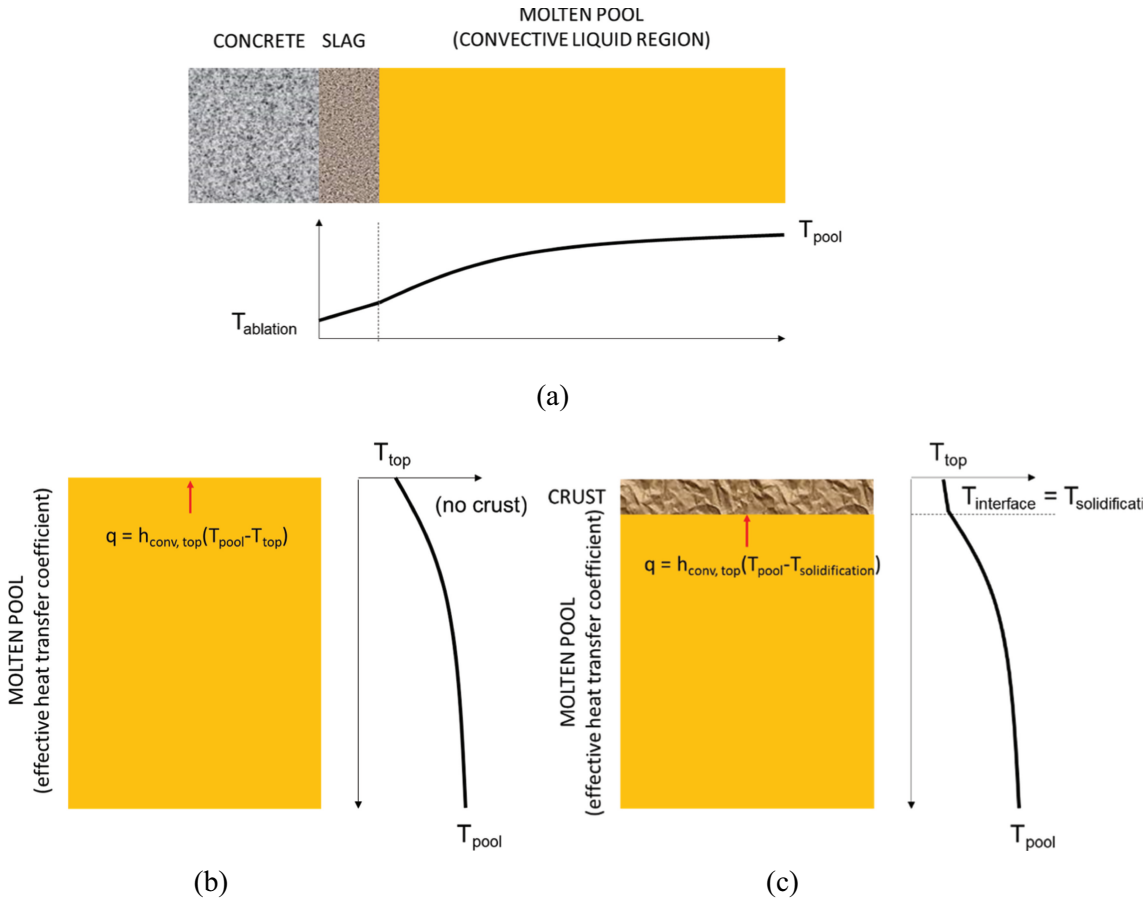 MOLTEN POOL
(CONVECTIVE LIQUID REGION)
CONCRETE SLAG
T_pool
T_ablation
(a)
MOLTEN POOL
(effective heat transfer coefficient)
q = h_conv, top(T_pool-T_top)
T_top
(no crust)
T_pool
(b)
MOLTEN POOL
(effective heat transfer coefficient)
CRUST
q = h_conv, top(T_pool-T_solidification)
T_top
T_interface = T_solidificati
T_pool
(c)